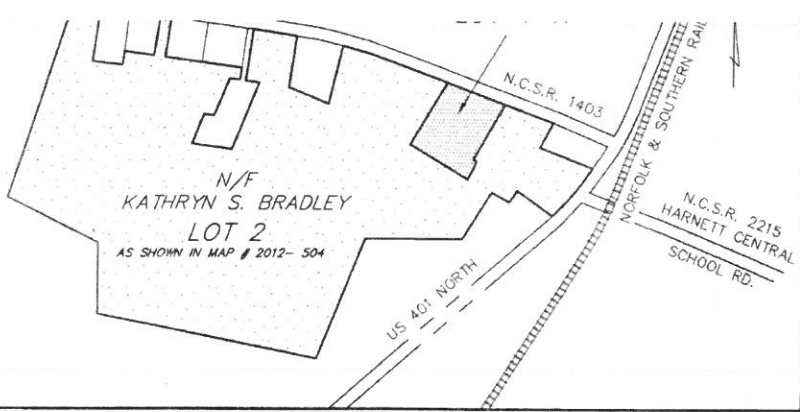 N.C.S.R. 1403
NORFOLK & SOUTHERN
N/F
KATHRYN S. BRADLEY
LOT 2
AS SHOWN IN MAP # 2012- 504
N.C.S.R. 2215
HARNETT CENTRAL
SCHOOL RD.
US 401 NORTH